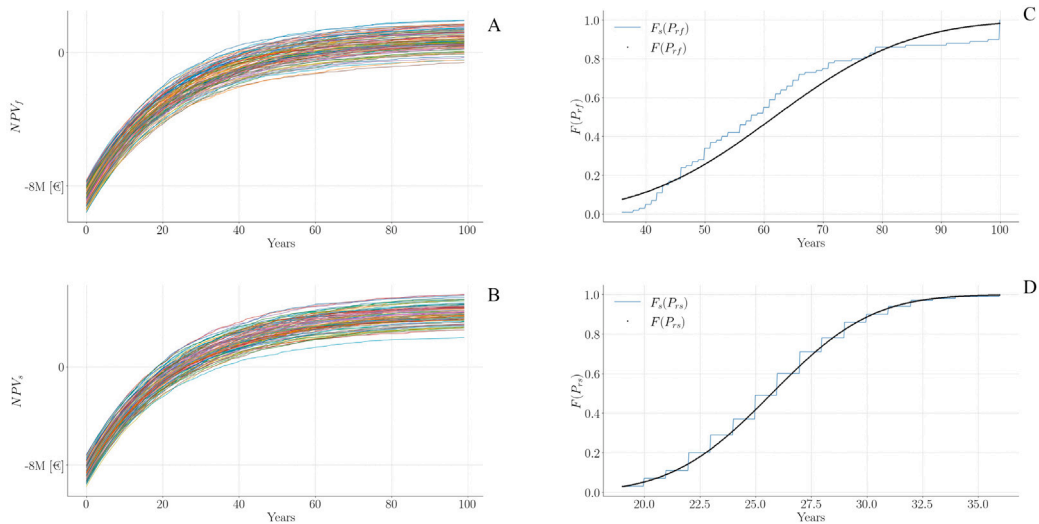 A
0
NPV_f
-8M [€]
0 20 40 60 80 100
Years
C
1.0
0.8
0.6
0.4
0.2
0.0
F(P_rf)
F_s(P_rf)
F(P_rf)
40 50 60 70 80 90 100
Years
B
0
NPV_s
-8M [€]
0 20 40 60 80 100
Years
D
1.0
0.8
0.6
0.4
0.2
0.0
F(P_rs)
F_s(P_rs)
F(P_rs)
20.0 22.5 25.0 27.5 30.0 32.5 35.0
Years